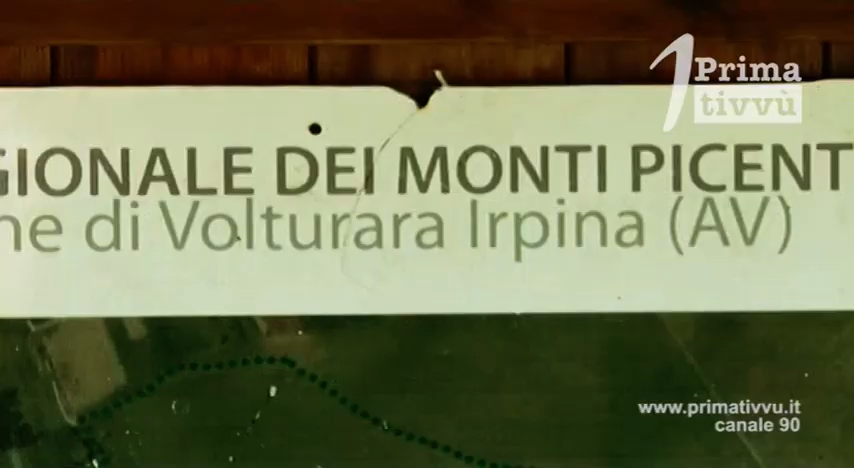 Prima
tivvù
GIONALE DEI MONTI PICENT
ne di Volturara Irpina (AV)
www.primativvu.it
canale 90